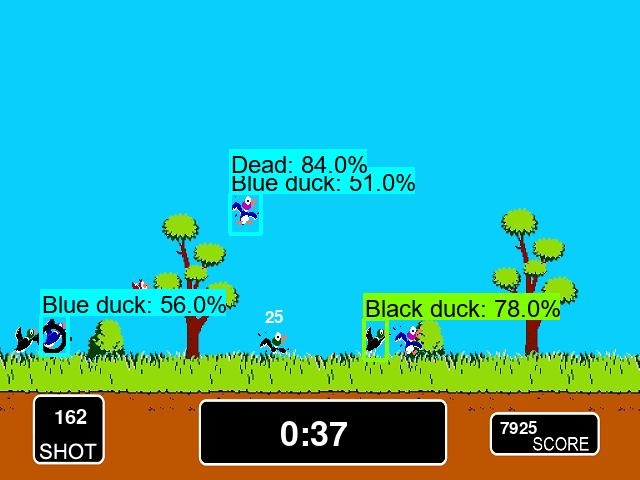 Dead: 84.0%
Blue duck: 51.0%
Blue duck: 56.0%
25
Black duck: 78.0%
162
SHOT
0:37
7925
SCORE